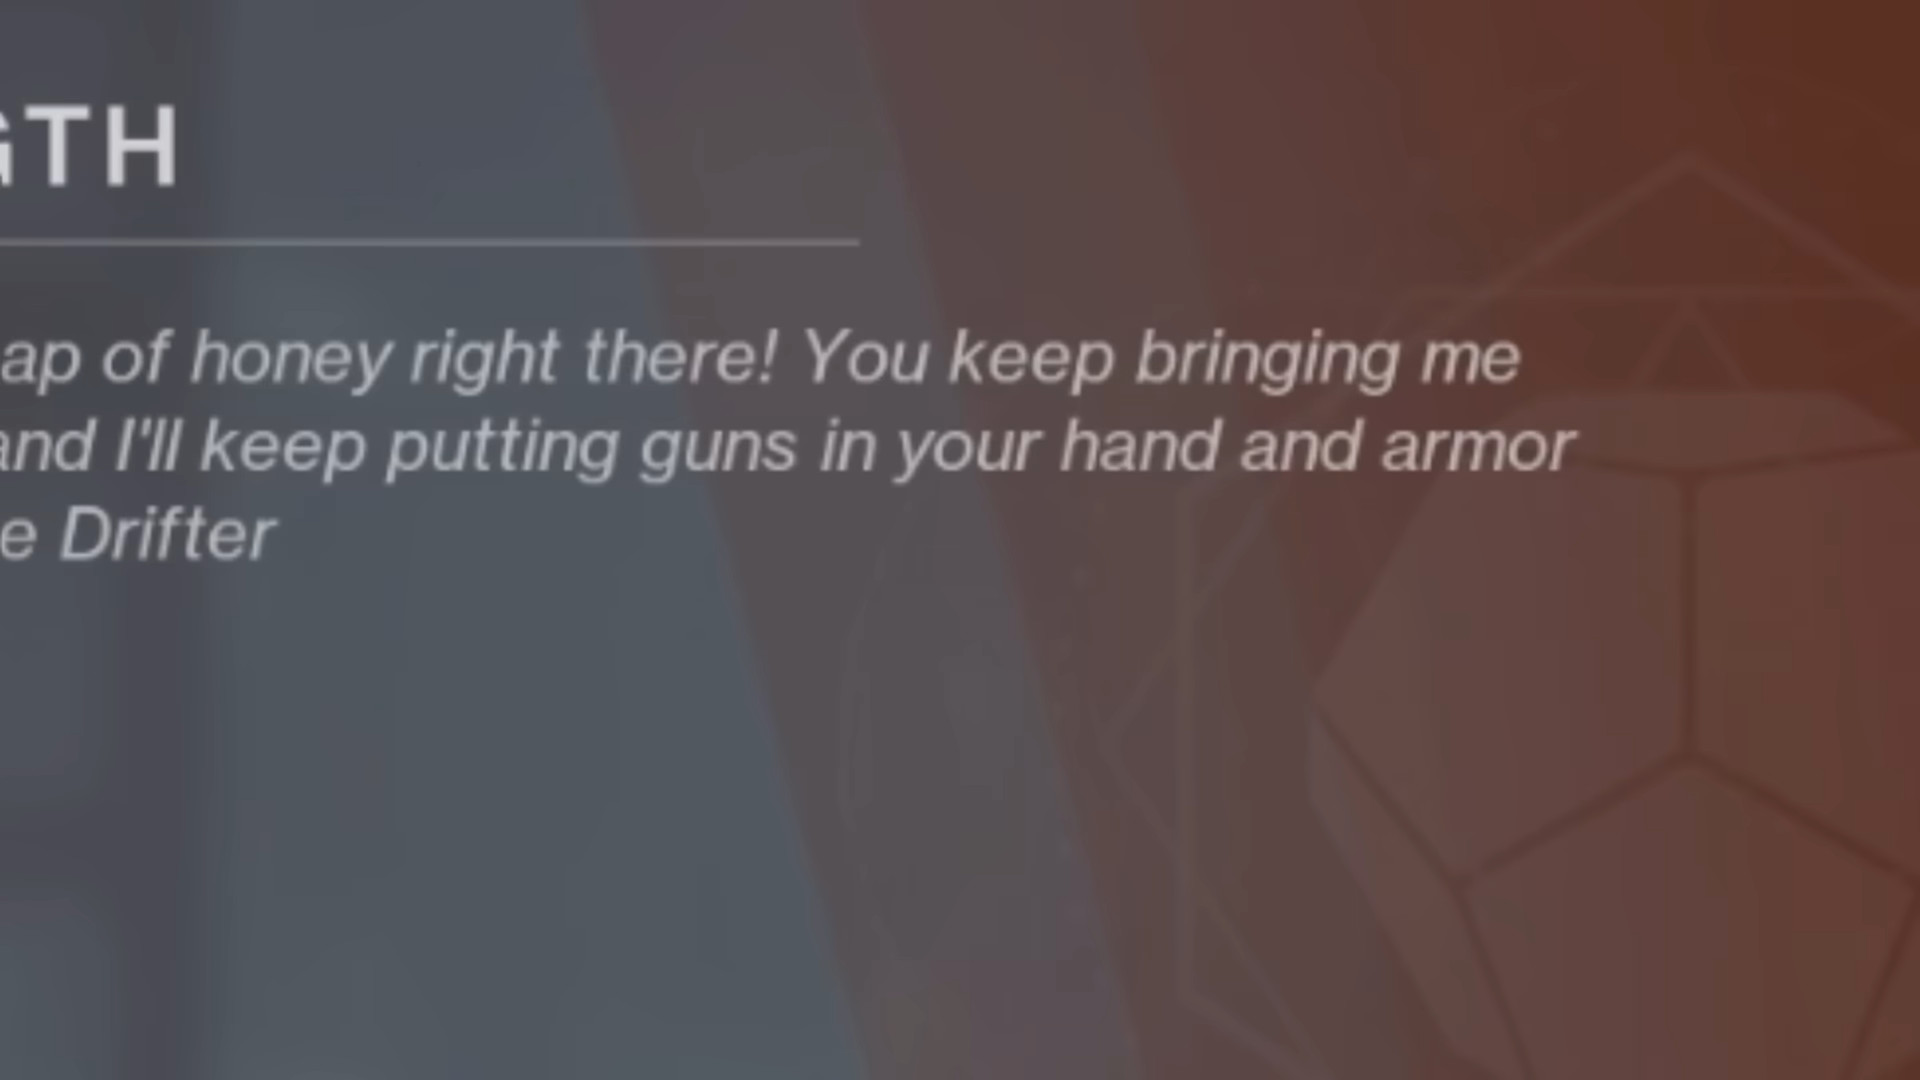 GTH
ap of honey right there! You keep bringing me
and I'll keep putting guns in your hand and armor
e Drifter